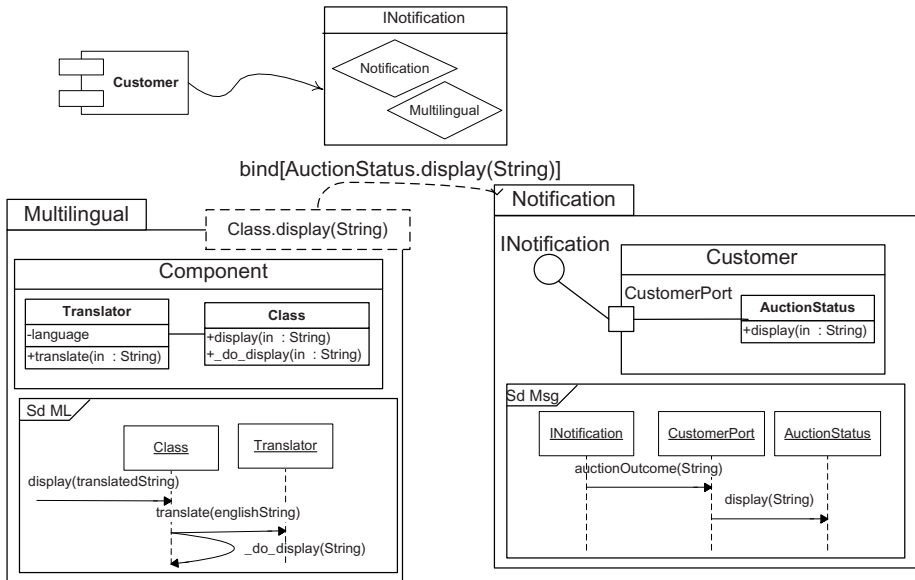 INotification
Customer
Notification
Multilingual
bind[AuctionStatus.display(String)]
Multilingual
Class.display(String)
Component
Translator
-language
+translate(in : String)
Class
+display(in : String)
+_do_display(in : String)
Sd ML
Class
Translator
display(translatedString)
translate(englishString)
_do_display(String)
Notification
INotification
Customer
CustomerPort
AuctionStatus
+display(in : String)
Sd Msg
INotification
CustomerPort
AuctionStatus
auctionOutcome(String)
display(String)